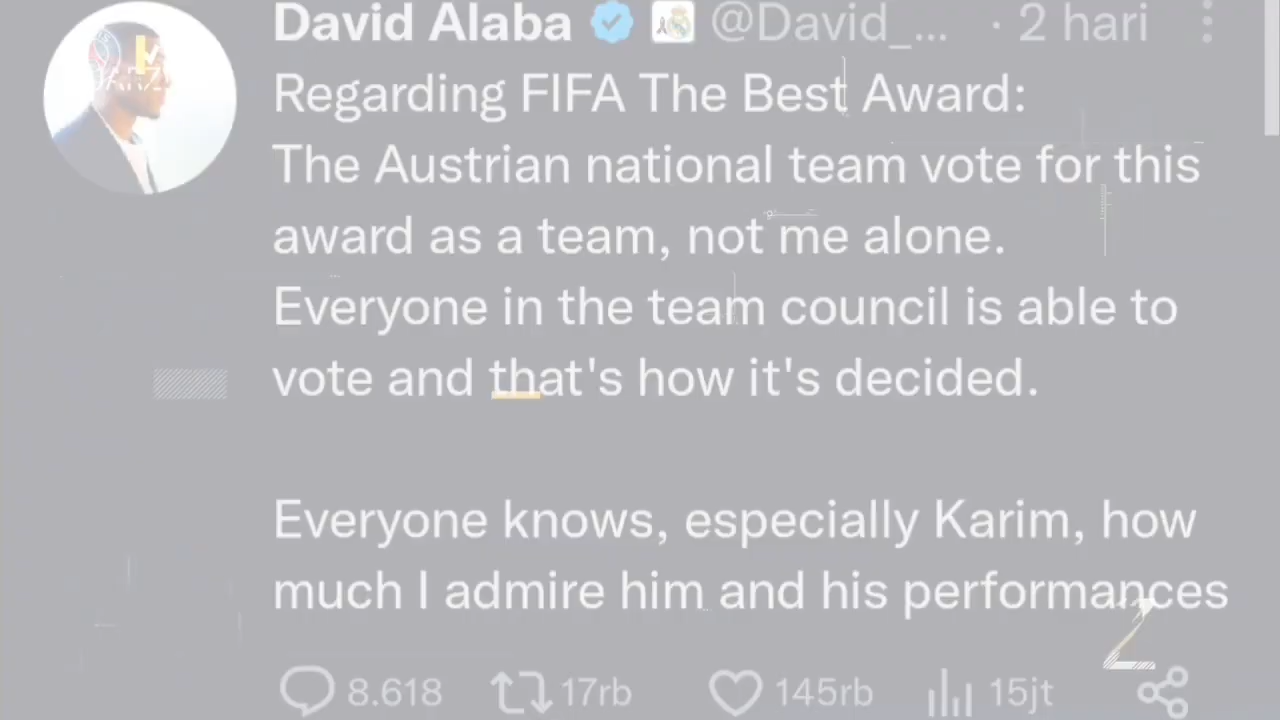 David Alaba @David_... · 2 hari
Regarding FIFA The Best Award:
The Austrian national team vote for this
award as a team, not me alone.
Everyone in the team council is able to
vote and that's how it's decided.
Everyone knows, especially Karim, how
much I admire him and his performances
8.618 17rb 145rb 15jt